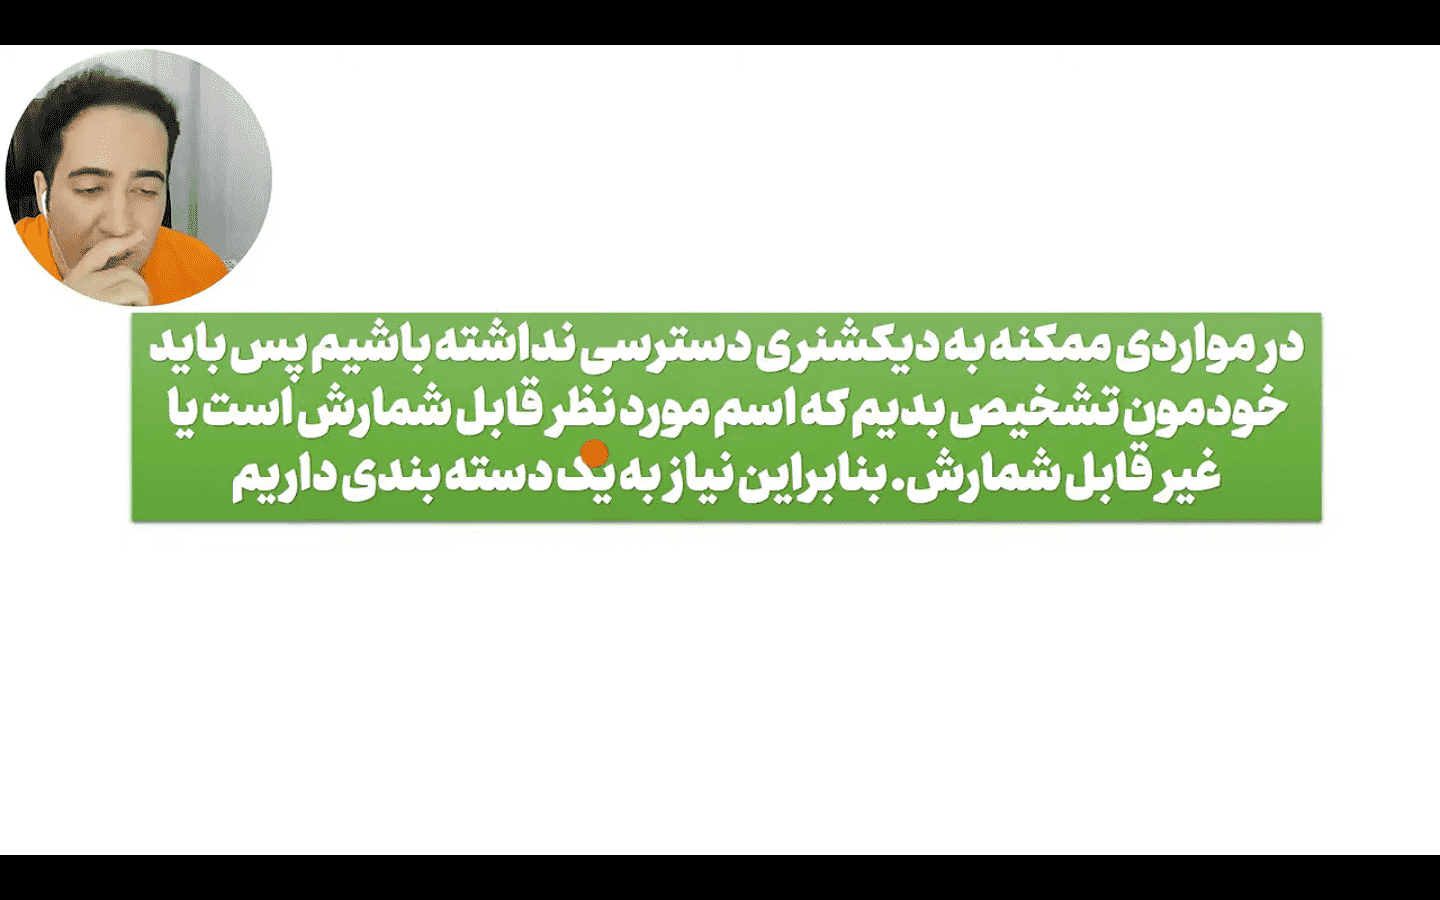 در مواردی ممکنه به دیکشنری دسترسی نداشته باشیم پس باید
خودمون تشخیص بدیم که اسم مورد نظر قابل شمارش است یا
غیر قابل شمارش. بنابراین نیاز به یک دسته بندی داریم